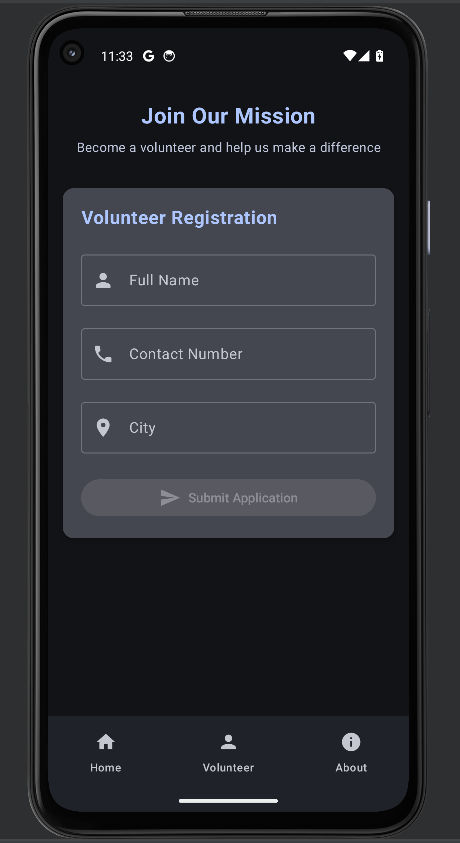 11:33 G
Join Our Mission
Become a volunteer and help us make a difference
Volunteer Registration
Full Name
Contact Number
City
Submit Application
Home Volunteer About